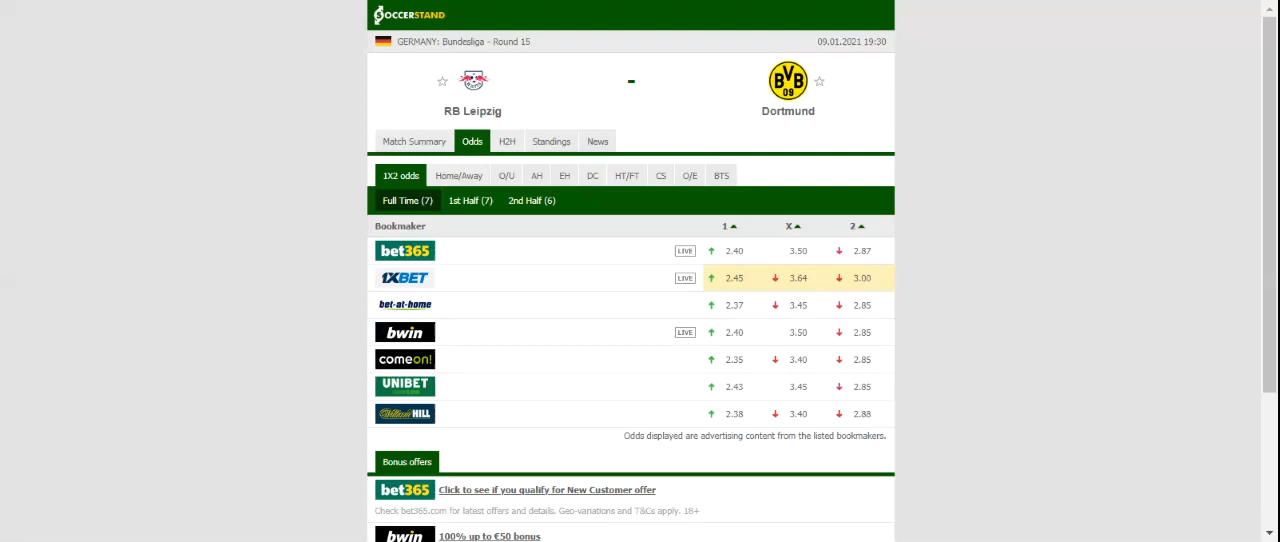 SOCCERSTAND
GERMANY: Bundesliga - Round 15 09.01.2021 19:30
-
BVB 09
RB Leipzig Dortmund
Match Summary Odds H2H Standings News
1X2 odds Home/Away O/U AH EH DC HT/FT CS O/E BTS
Full Time (7) 1st Half (7) 2nd Half (6)
Bookmaker 1 X 2
bet365 LIVE 2.40 3.50 2.87
1XBET LIVE 2.45 3.64 3.00
bet-at-home 2.37 3.45 2.85
bwin LIVE 2.40 3.50 2.85
comeon! 2.35 3.40 2.85
UNIBET 2.43 3.45 2.85
William HILL 2.38 3.40 2.88
Odds displayed are advertising content from the listed bookmakers.
Bonus offers
bet365 Click to see if you qualify for New Customer offer
Check bet365.com for latest offers and details. Geo-variations and T&Cs apply. 18+
bwin 100% up to €50 bonus